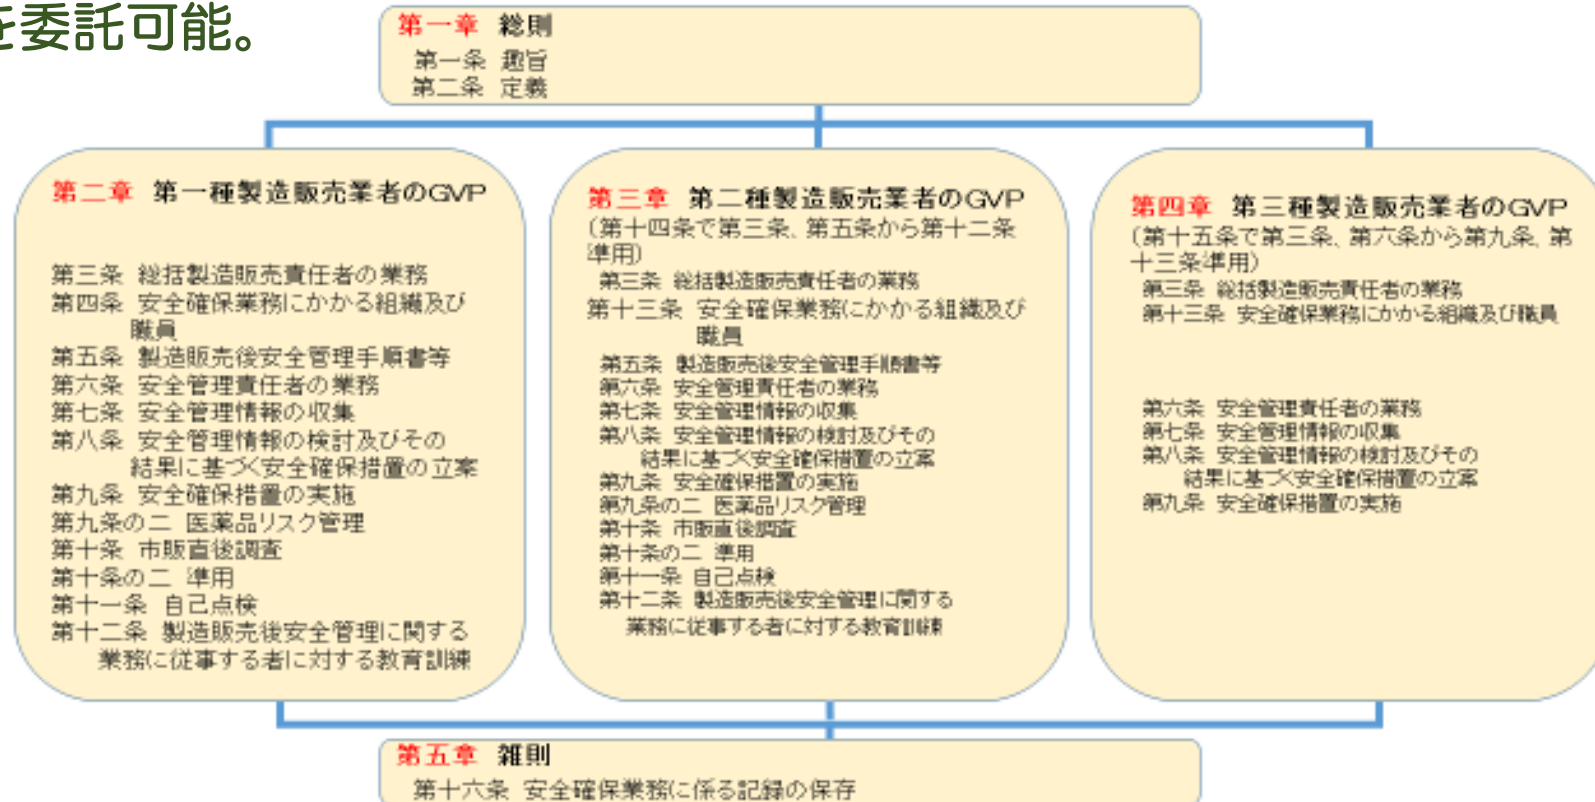 を委託可能。
第一章 総則
第一条 趣旨
第二条 定義
第二章 第一種製造販売業者のGVP
第三条 総括製造販売責任者の業務
第四条 安全確保業務にかかる組織及び
職員
第五条 製造販売後安全管理手順書等
第六条 安全管理責任者の業務
第七条 安全管理情報の収集
第八条 安全管理情報の検討及びその
結果に基づく安全確保措置の立案
第九条 安全確保措置の実施
第九条の二 医薬品リスク管理
第十条 市販直後調査
第十条の二 準用
第十一条 自己点検
第十二条 製造販売後安全管理に関する
業務に従事する者に対する教育訓練
第三章 第二種製造販売業者のGVP
(第十四条で第三条、第五条から第十二条
準用)
第三条 総括製造販売責任者の業務
第十三条 安全確保業務にかかる組織及び
職員
第五条 製造販売後安全管理手順書等
第六条 安全管理責任者の業務
第七条 安全管理情報の収集
第八条 安全管理情報の検討及びその
結果に基づく安全確保措置の立案
第九条 安全確保措置の実施
第九条の二 医薬品リスク管理
第十条 市販直後調査
第十条の二 準用
第十一条 自己点検
第十二条 製造販売後安全管理に関する
業務に従事する者に対する教育訓練
第四章 第三種製造販売業者のGVP
(第十五条で第三条、第六条から第九条、第
十三条準用)
第三条 総括製造販売責任者の業務
第十三条 安全確保業務にかかる組織及び職員
第六条 安全管理責任者の業務
第七条 安全管理情報の収集
第八条 安全管理情報の検討及びその
結果に基づく安全確保措置の立案
第九条 安全確保措置の実施
第五章 雑則
第十六条 安全確保業務に係る記録の保存